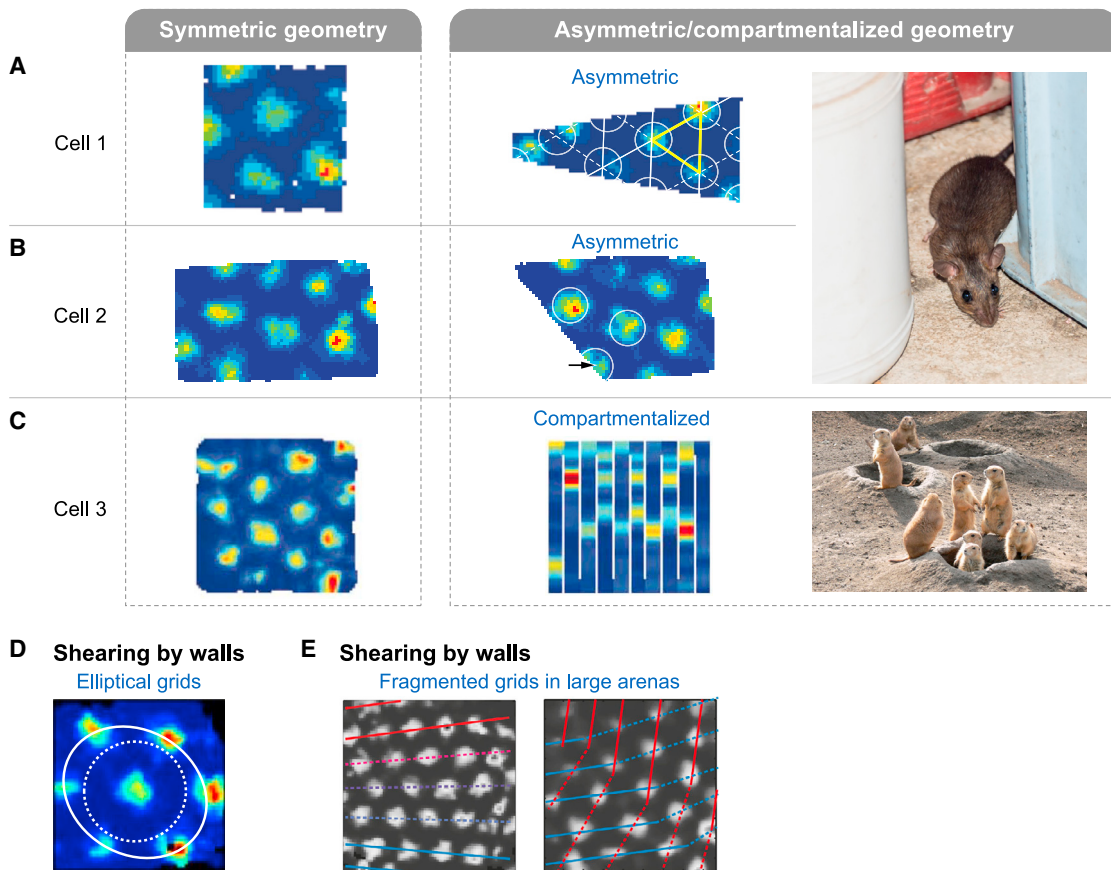 Symmetric geometry
Asymmetric/compartmentalized geometry
A
Asymmetric
Cell 1
B
Asymmetric
Cell 2
C
Compartmentalized
Cell 3
D
Shearing by walls
Elliptical grids
E
Shearing by walls
Fragmented grids in large arenas